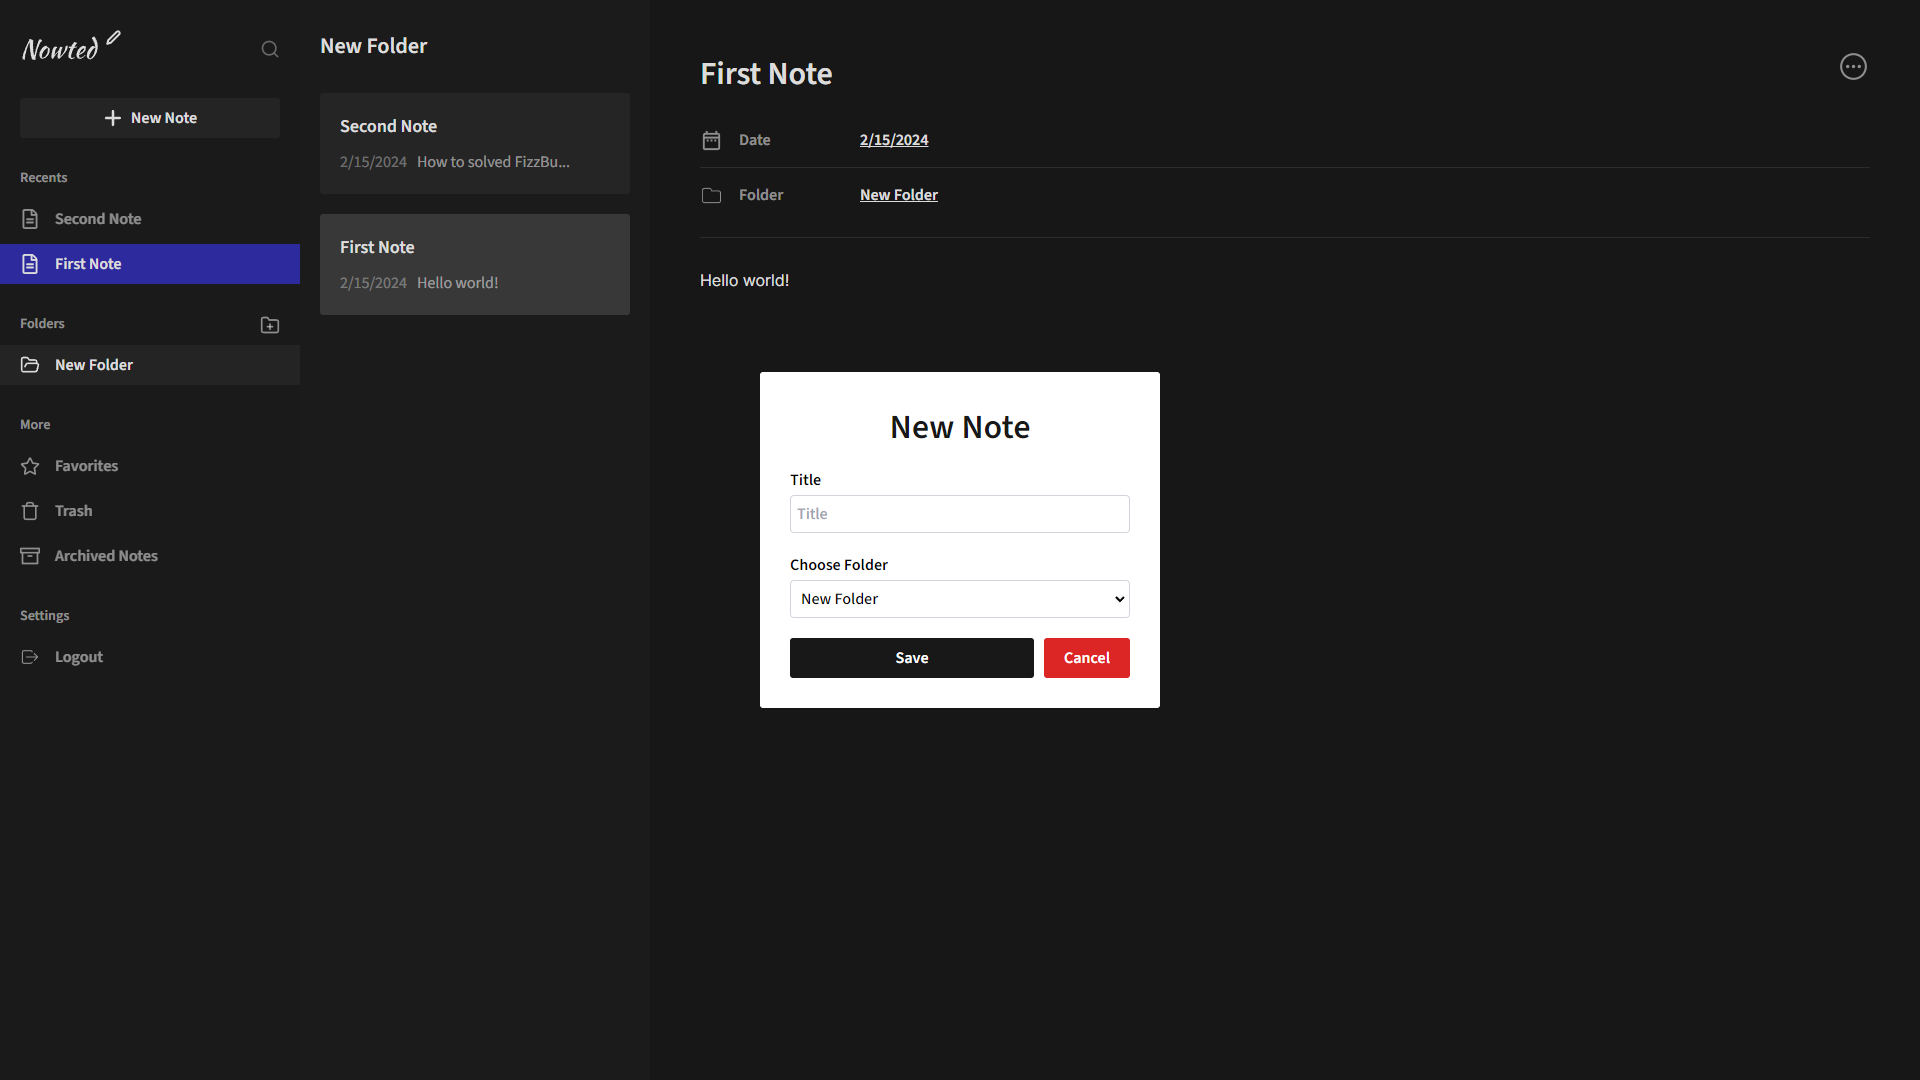 Nowted
New Note
Recents
Second Note
First Note
Folders
New Folder
More
Favorites
Trash
Archived Notes
Settings
Logout
New Folder
Second Note
2/15/2024 How to solved FizzBu...
First Note
2/15/2024 Hello world!
First Note
Date 2/15/2024
Folder New Folder
Hello world!
New Note
Title
Title
Choose Folder
New Folder
Save Cancel